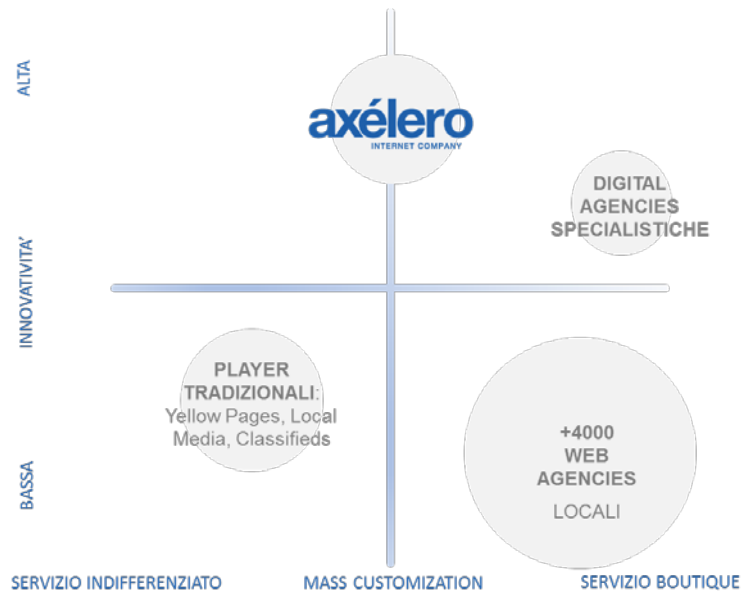 ALTA
axélero
INTERNET COMPANY
DIGITAL
AGENCIES
SPECIALISTICHE
INNOVATIVITA'
PLAYER
TRADIZIONALI:
Yellow Pages, Local
Media, Classifieds
+4000
WEB
AGENCIES
LOCALI
BASSA
SERVIZIO INDIFFERENZIATO
MASS CUSTOMIZATION
SERVIZIO BOUTIQUE